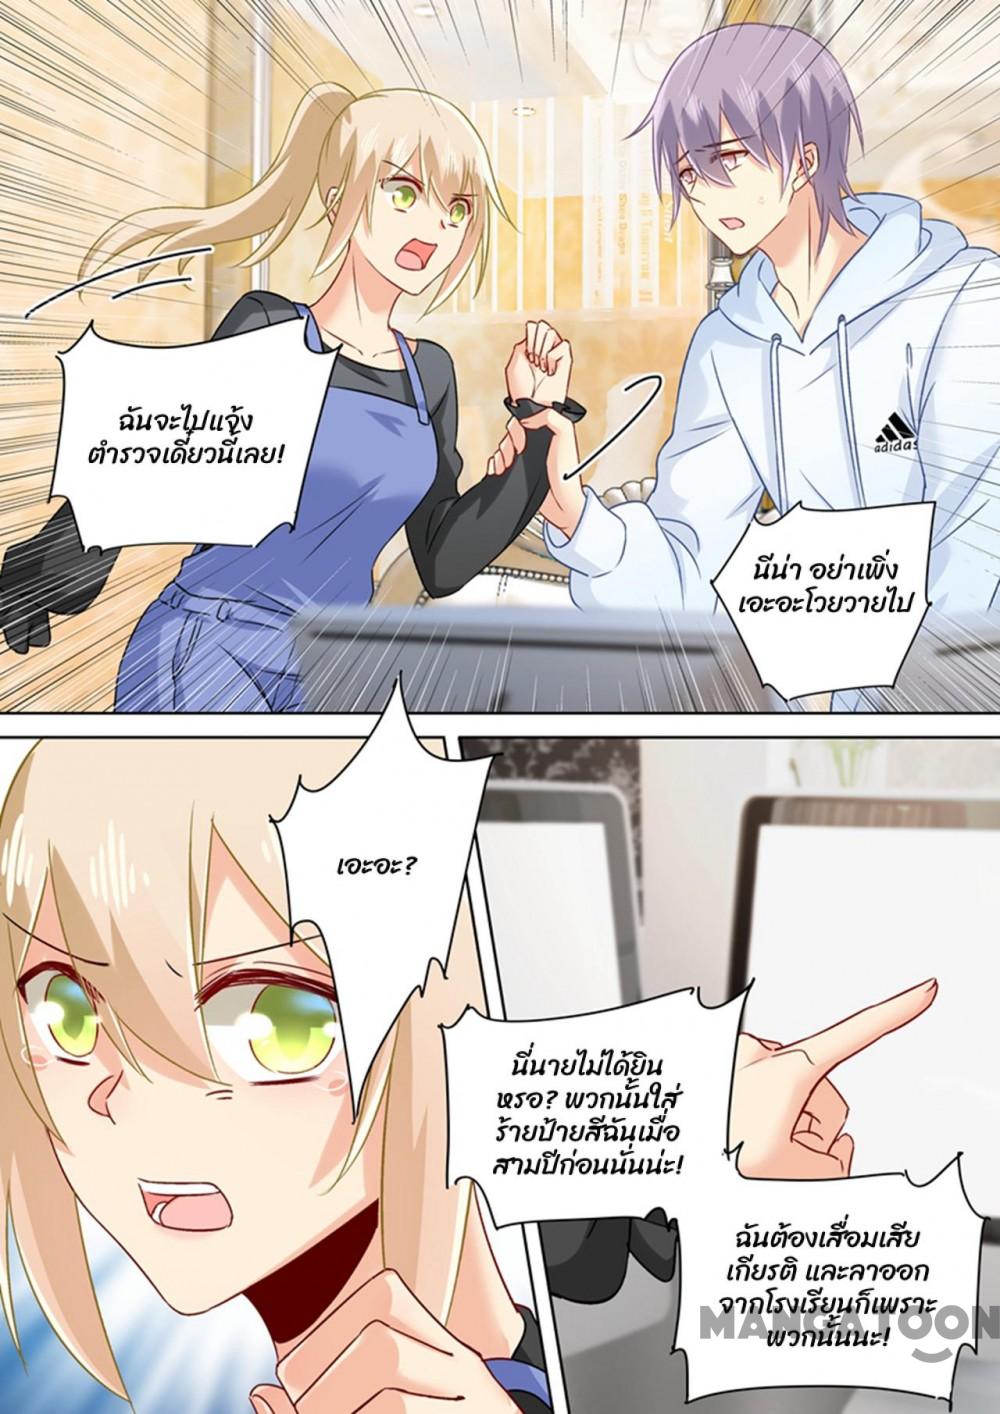 ฉันจะไปแจ้ง
ตำรวจเดี๋ยวนี้เลย!
adidas
นีน่า อย่าเพิ่ง
เอะอะโวยวายไป
เอะอะ?
นี่นายไม่ได้ยิน
หรอ? พวกนั้นใส่
ร้ายป้ายสีฉันเมื่อ
สามปีก่อนนั่นน่ะ!
ฉันต้องเสื่อมเสีย
เกียรติ และลาออก
จากโรงเรียนก็เพราะ
พวกนั้นนะ!
MANGATOON